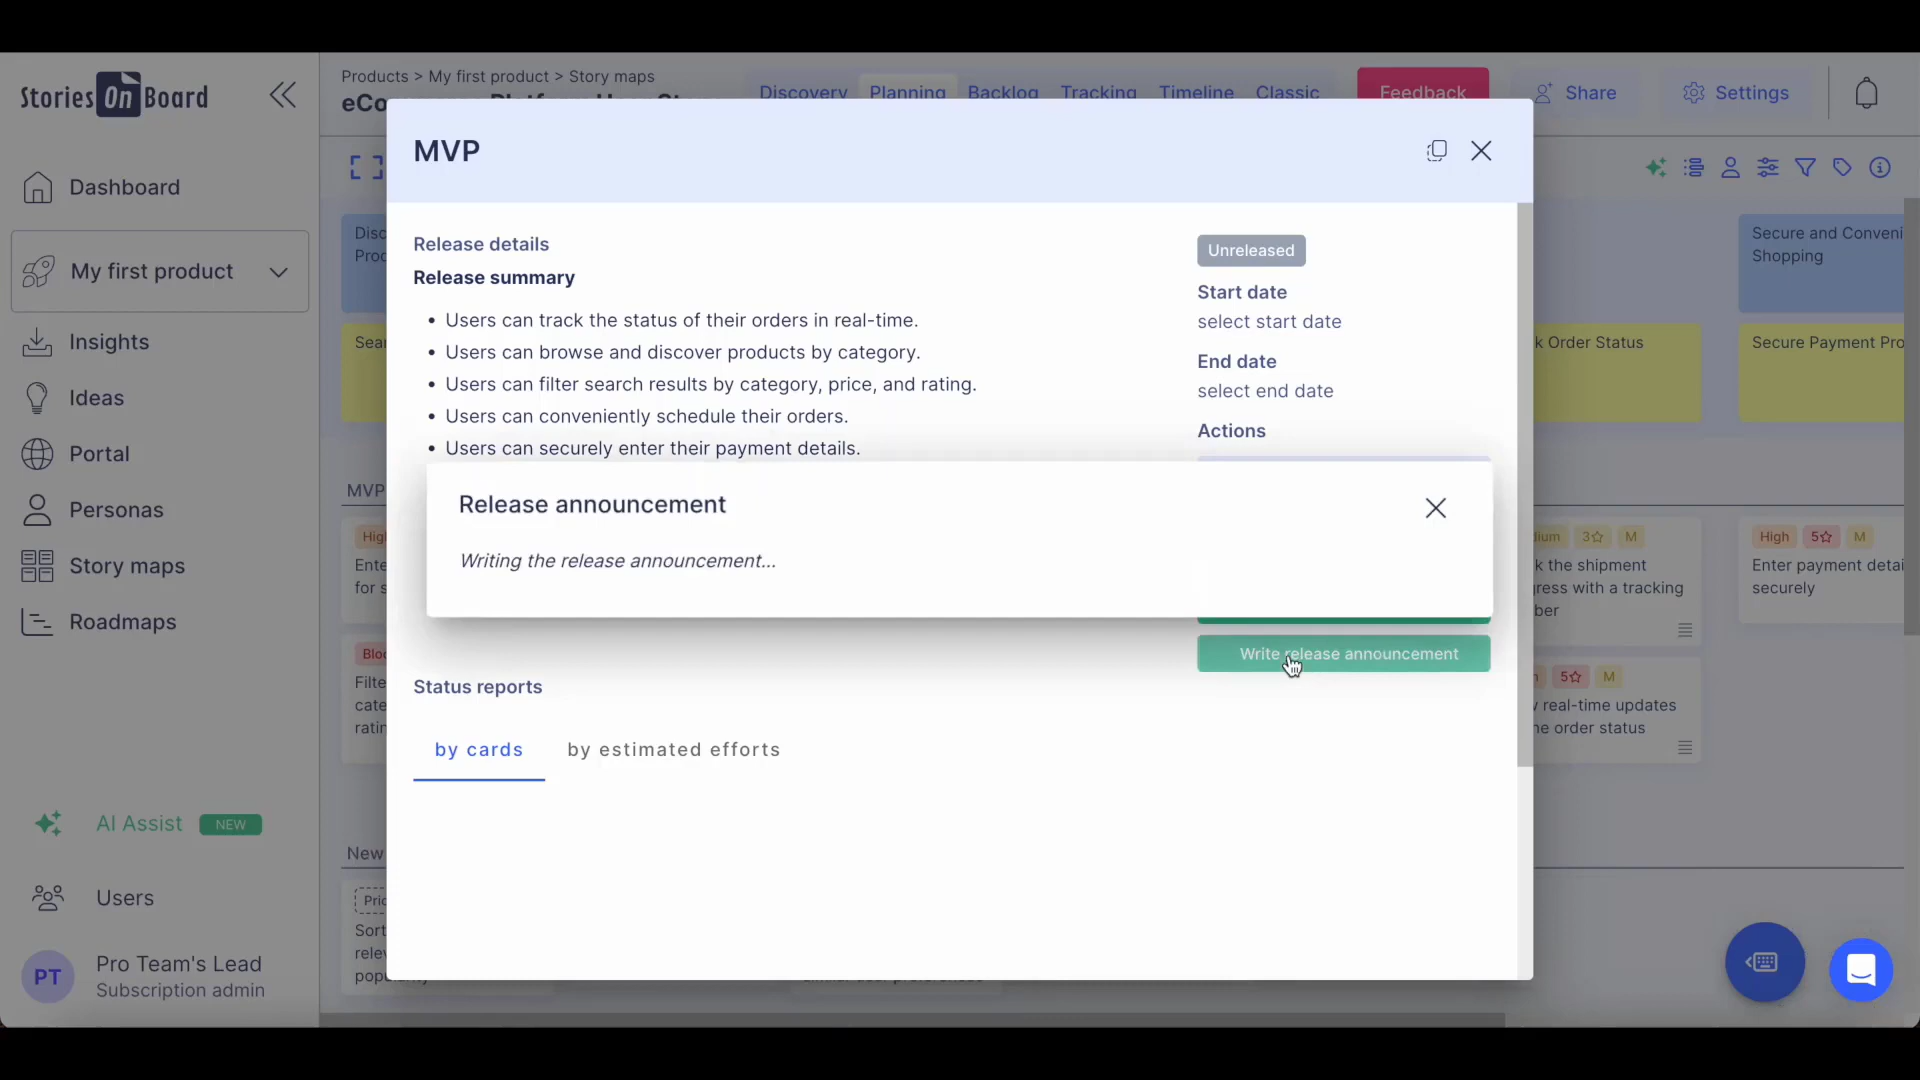 Stories On Board
Dashboard
My first product
Insights
Ideas
Portal
Personas
Story maps
Roadmaps
AI Assist NEW
Users
PT
Pro Team's Lead
Subscription admin
Products > My first product > Story maps
Discovery Planning Backlog Tracking Timeline Classic
Feedback
Share
Settings
MVP
Release details
Release summary
• Users can track the status of their orders in real-time.
• Users can browse and discover products by category.
• Users can filter search results by category, price, and rating.
• Users can conveniently schedule their orders.
• Users can securely enter their payment details.
Unreleased
Start date
select start date
End date
select end date
Actions
Release announcement
Writing the release announcement...
Write release announcement
Status reports
by cards by estimated efforts
MVP
New
Secure and Conveni
Shopping
k Order Status
Secure Payment Pro
3 M
k the shipment
ress with a tracking
ber
High 5 M
Enter payment detai
securely
5 M
real-time updates
order status